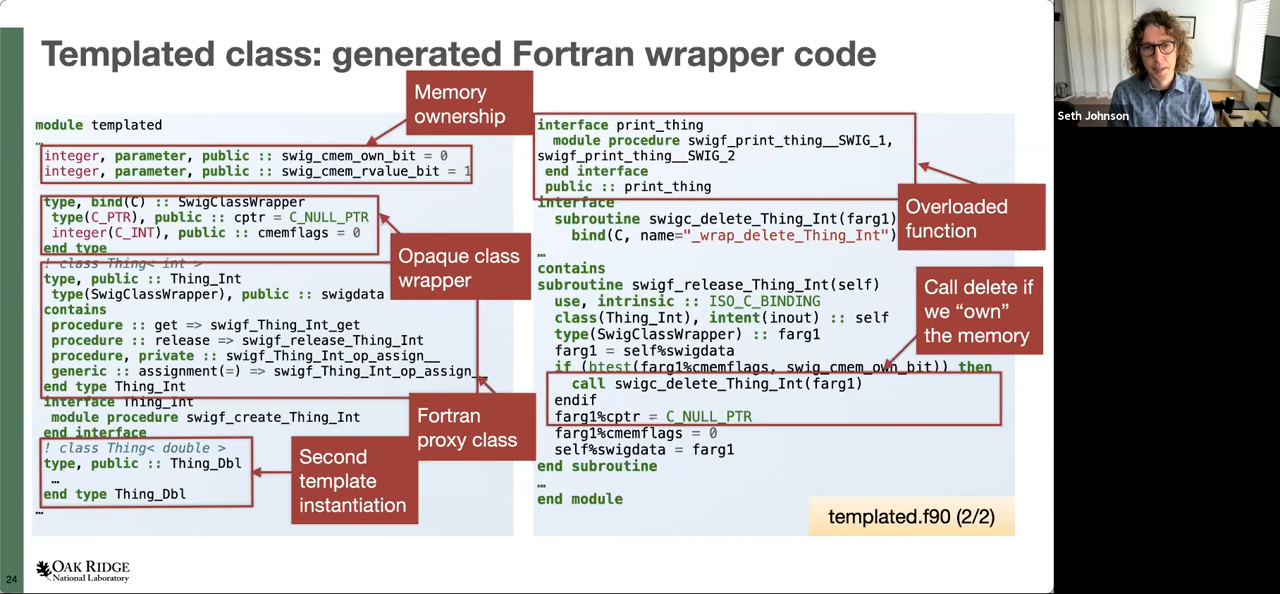 Templated class: generated Fortran wrapper code
Memory
ownership
module templated
…
integer, parameter, public :: swig_cmem_own_bit = 0
integer, parameter, public :: swig_cmem_rvalue_bit = 1
type, bind(C) :: SwigClassWrapper
type(C_PTR), public :: cptr = C_NULL_PTR
integer(C_INT), public :: cmemflags = 0
end type
Opaque class
wrapper
! class Thing< int >
type, public :: Thing_Int
type(SwigClassWrapper), public :: swigdata
contains
procedure :: get => swigf_Thing_Int_get
procedure :: release => swigf_release_Thing_Int
procedure, private :: swigf_Thing_Int_op_assign__
generic :: assignment(=) => swigf_Thing_Int_op_assign__
end type Thing_Int
interface Thing_Int
module procedure swigf_create_Thing_Int
end interface
Fortran
proxy class
! class Thing< double >
type, public :: Thing_Dbl
…
end type Thing_Dbl
…
Second
template
instantiation
interface print_thing
module procedure swigf_print_thing__SWIG_1,
swigf_print_thing__SWIG_2
end interface
public :: print_thing
Overloaded
function
interface
subroutine swigc_delete_Thing_Int(farg1)
bind(C, name="_wrap_delete_Thing_Int")
…
contains
subroutine swigf_release_Thing_Int(self)
use, intrinsic :: ISO_C_BINDING
class(Thing_Int), intent(inout) :: self
type(SwigClassWrapper) :: farg1
farg1 = self%swigdata
if (btest(farg1%cmemflags, swig_cmem_own_bit)) then
call swigc_delete_Thing_Int(farg1)
endif
farg1%cptr = C_NULL_PTR
farg1%cmemflags = 0
self%swigdata = farg1
end subroutine
…
end module
Call delete if
we “own”
the memory
templated.f90 (2/2)
24
OAK RIDGE
National Laboratory
Seth Johnson